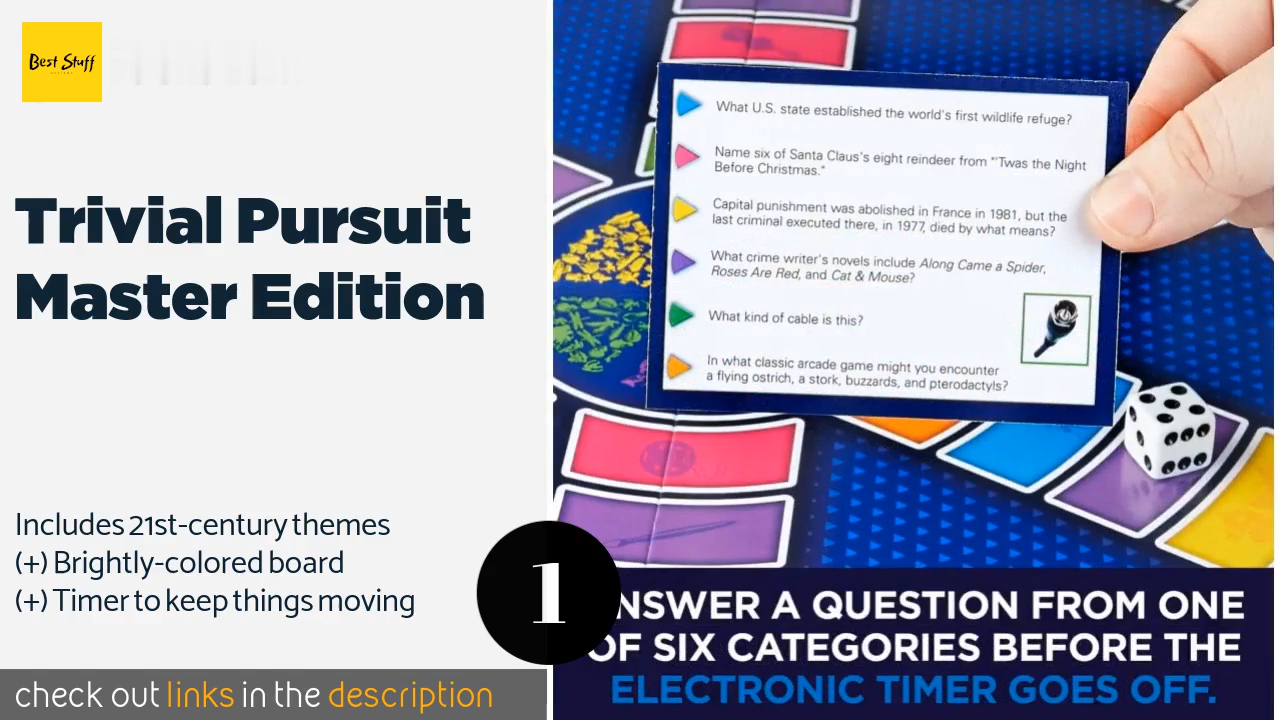 Best Stuff
Trivial Pursuit
Master Edition
Includes 21st-century themes
(+) Brightly-colored board
(+) Timer to keep things moving
check out links in the description
1
What U.S. state established the world's first wildlife refuge?
Name six of Santa Claus's eight reindeer from "'Twas the Night
Before Christmas."
Capital punishment was abolished in France in 1981, but the
last criminal executed there, in 1977, died by what means?
What crime writer's novels include Along Came a Spider,
Roses Are Red, and Cat & Mouse?
What kind of cable is this?
In what classic arcade game might you encounter
a flying ostrich, a stork, buzzards, and pterodactyls?
NSWER A QUESTION FROM ONE
OF SIX CATEGORIES BEFORE THE
ELECTRONIC TIMER GOES OFF.